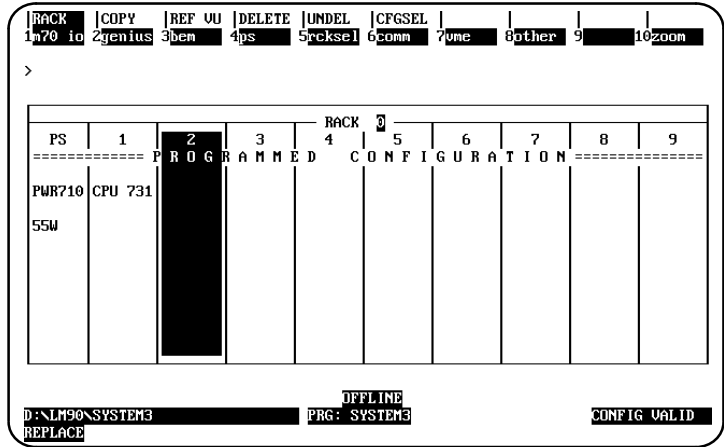 RACK COPY REF VU DELETE UNDEL CFGSEL
1m70 io 2genius 3bem 4ps 5rcksel 6comm 7vme 8other 9 10zoom
>
RACK 0
PS 1 2 3 4 5 6 7 8 9
============= P R O G R A M M E D C O N F I G U R A T I O N =============
PWR710 CPU 731
55W
OFFLINE
D:\LM90\SYSTEM3 PRG: SYSTEM3 CONFIG VALID
REPLACE